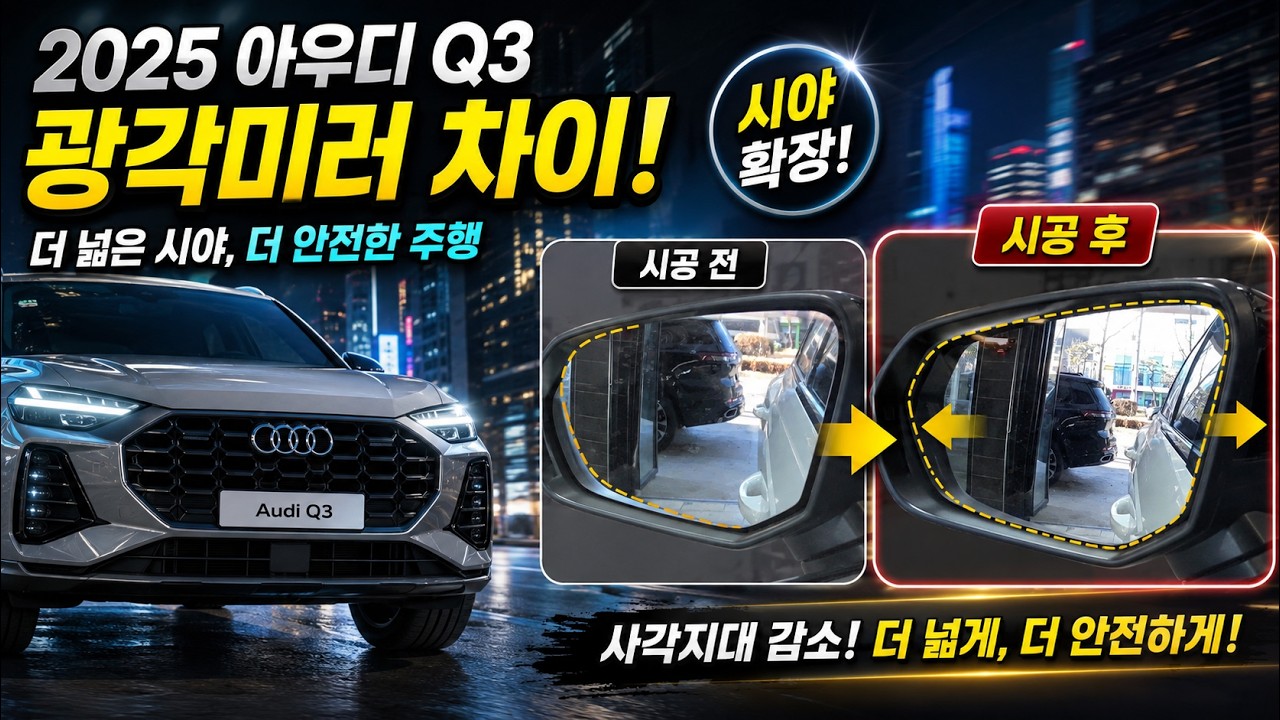 2025 아우디 Q3
광각미러 차이!
더 넓은 시야, 더 안전한 주행
시야
확장!
시공 전
시공 후
Audi Q3
사각지대 감소! 더 넓게, 더 안전하게!